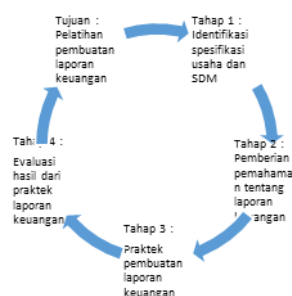 Tujuan :
Pelatihan
pembuatan
laporan
keuangan
Tahap 1 :
Identifikasi
spesifikasi
usaha dan
SDM
Tahap 2 :
Pemberian
pemahama
n tentang
laporan
Tahap 3 :
Praktek
pembuatan
laporan
keuangan
4 :
Evaluasi
hasil dari
praktek
laporan
keuangan